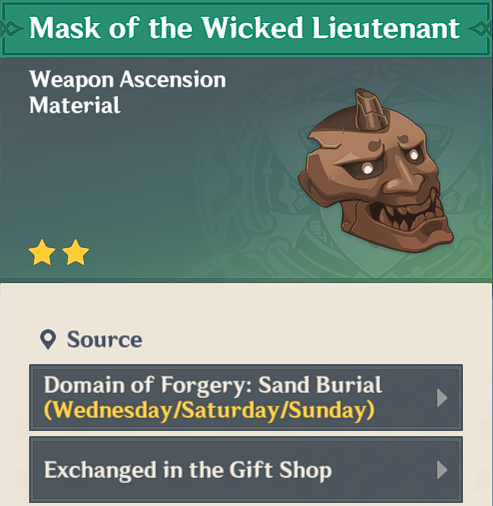 Mask of the Wicked Lieutenant
Weapon Ascension
Material
Source
Domain of Forgery: Sand Burial
(Wednesday/Saturday/Sunday)
Exchanged in the Gift Shop